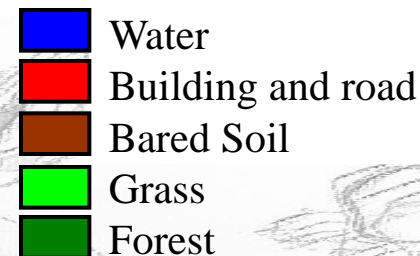 Water
Building and road
Bared Soil
Grass
Forest